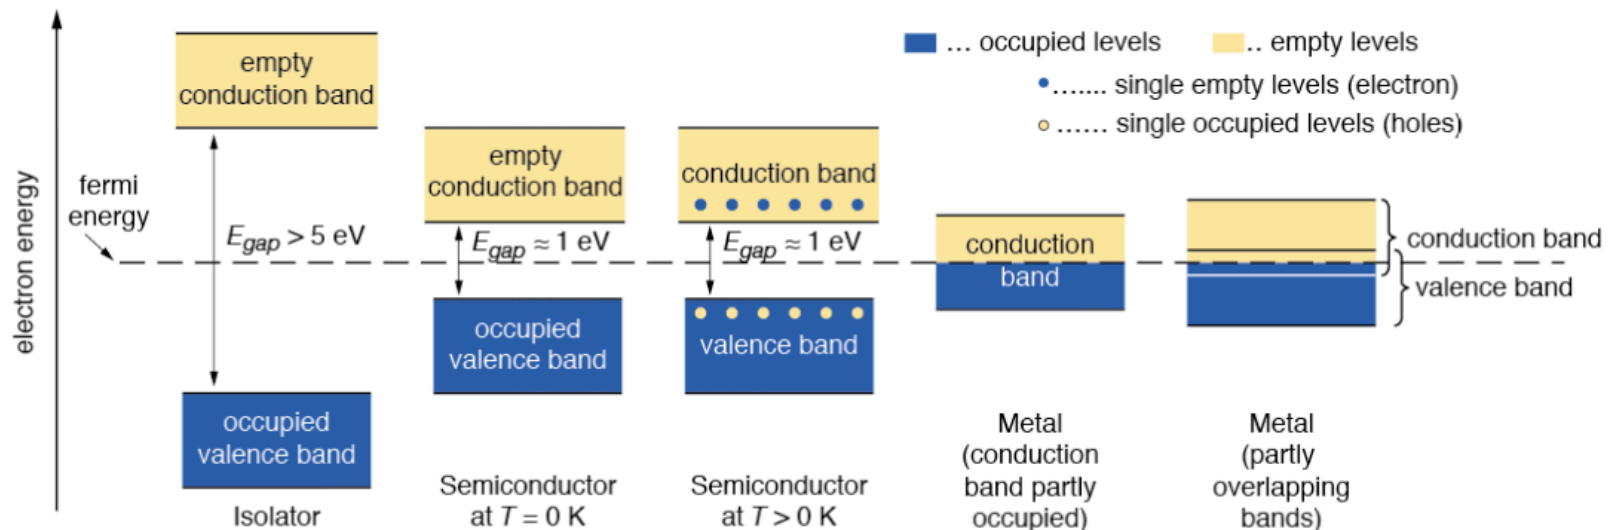 electron energy
fermi
energy
empty
conduction band
E_gap > 5 eV
occupied
valence band
Isolator
empty
conduction band
E_gap ≈ 1 eV
occupied
valence band
Semiconductor
at T = 0 K
conduction band
E_gap ≈ 1 eV
valence band
Semiconductor
at T > 0 K
... occupied levels
.. empty levels
....... single empty levels (electron)
...... single occupied levels (holes)
conduction
band
Metal
(conduction
band partly
occupied)
conduction band
valence band
Metal
(partly
overlapping
bands)